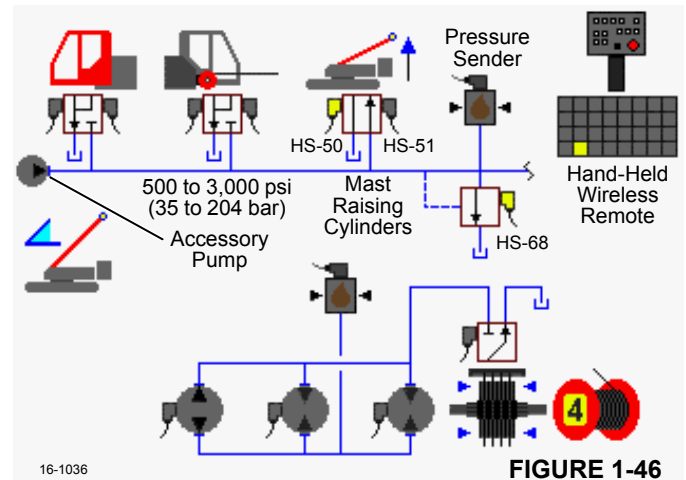 Pressure
Sender
HS-50
HS-51
500 to 3,000 psi
(35 to 204 bar)
Mast
Raising
Cylinders
Hand-Held
Wireless
Remote
Accessory
Pump
HS-68
4
16-1036
FIGURE 1-46